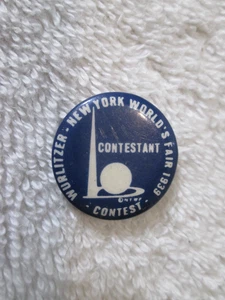 WURLITZER - NEW YORK WORLD'S FAIR 1939
CONTESTANT
- CONTEST -